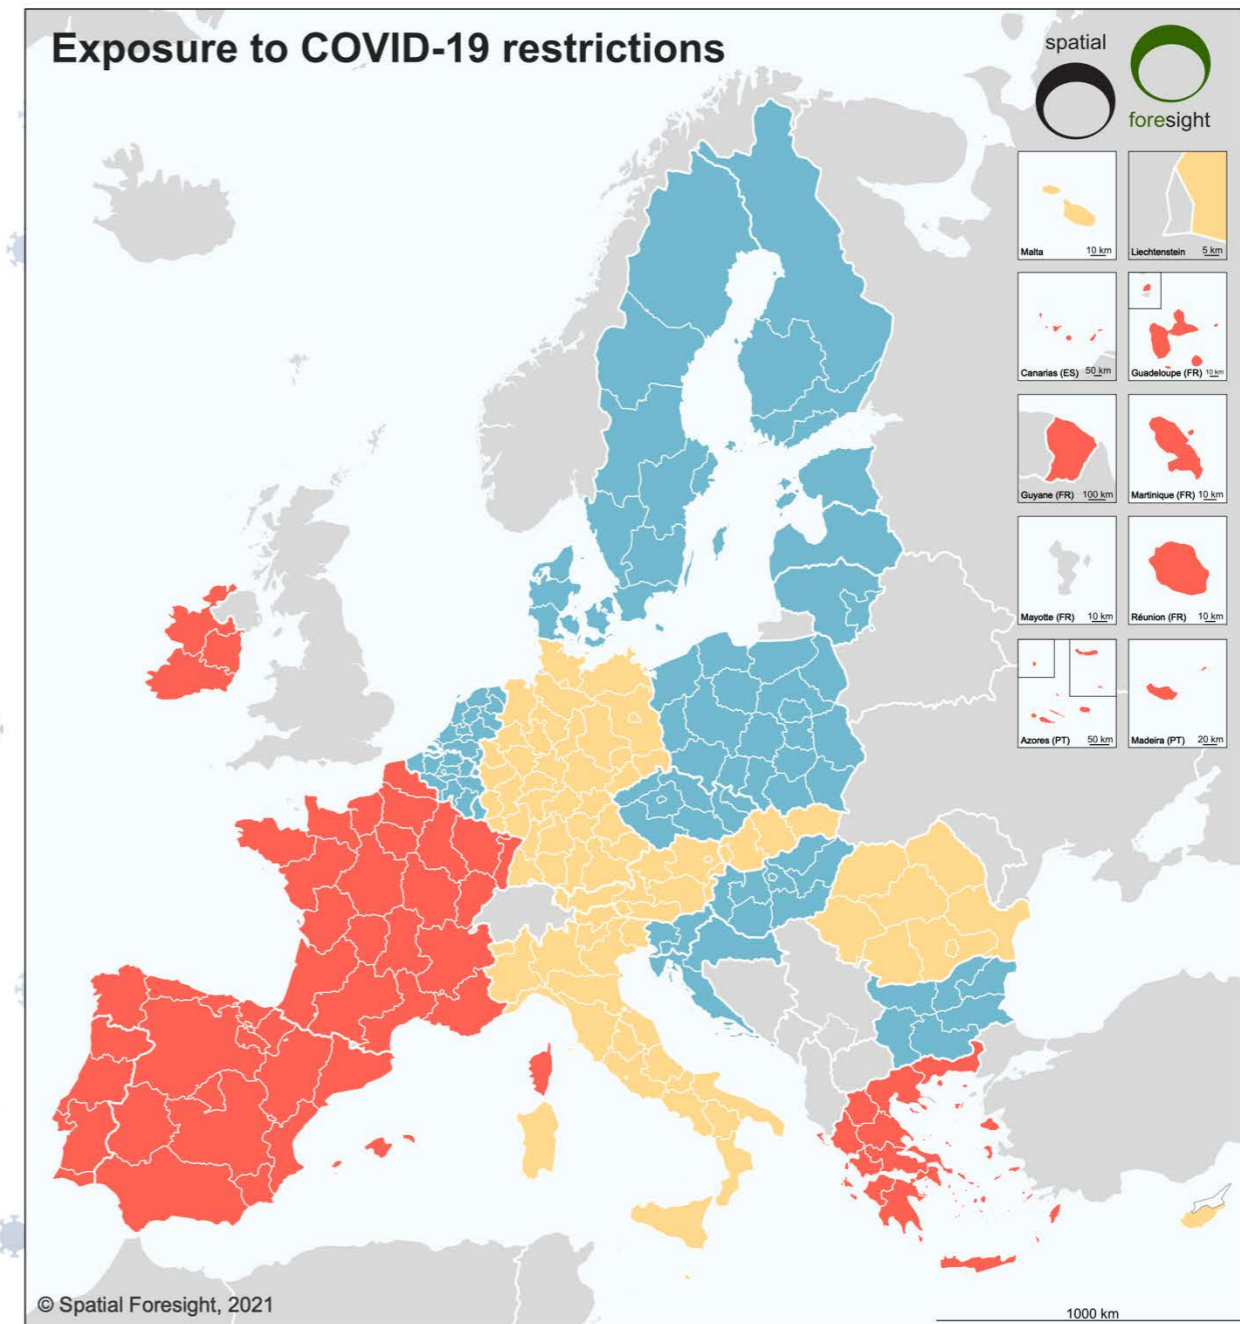 Exposure to COVID-19 restrictions
spatial
foresight
Malta 10 km
Liechtenstein 5 km
Canarias (ES) 50 km
Guadeloupe (FR) 10 km
Guyane (FR) 100 km
Martinique (FR) 10 km
Mayotte (FR) 10 km
Réunion (FR) 10 km
Azores (PT) 50 km
Madeira (PT) 20 km
© Spatial Foresight, 2021
1000 km